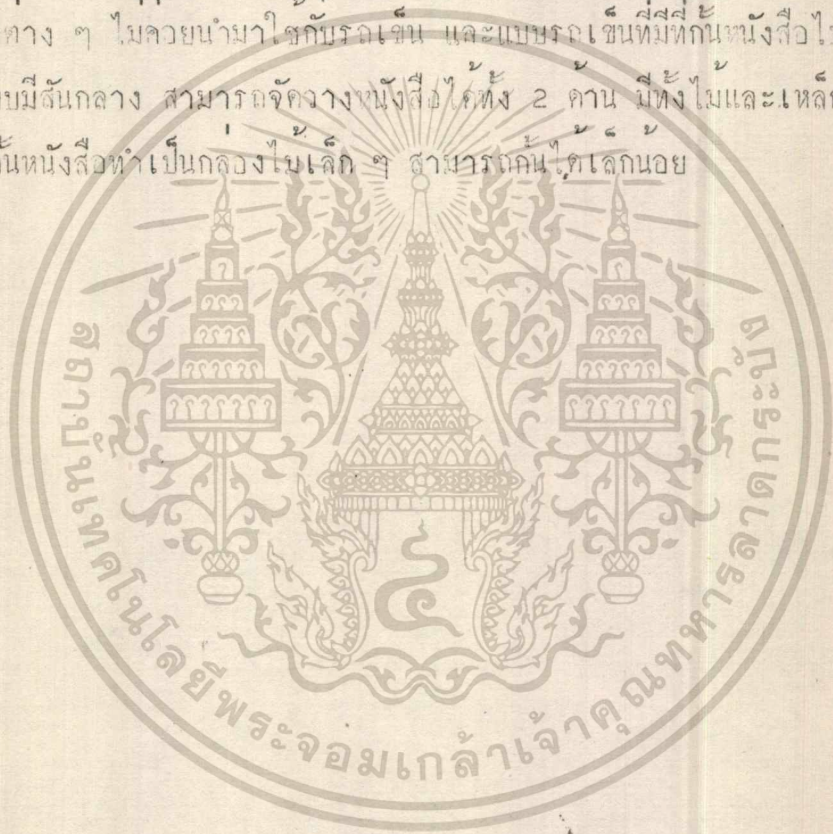 ต่าง ๆ ไม่ค่อยนำมาใช้กับรถเข็น และแบบรถเข็นที่มีที่กั้นหนังสือไ
บมีสันกลาง สามารถจัดวางหนังสือได้ทั้ง 2 ด้าน มีทั้งไม้และเหล็
นหนังสือทำเป็นกล่องไม้เล็ก ๆ สามารถกั้นได้เล็กน้อย
สถาบันเทคโนโลยีพระจอมเกล้าเจ้าคุณทหารลาดกระบัง